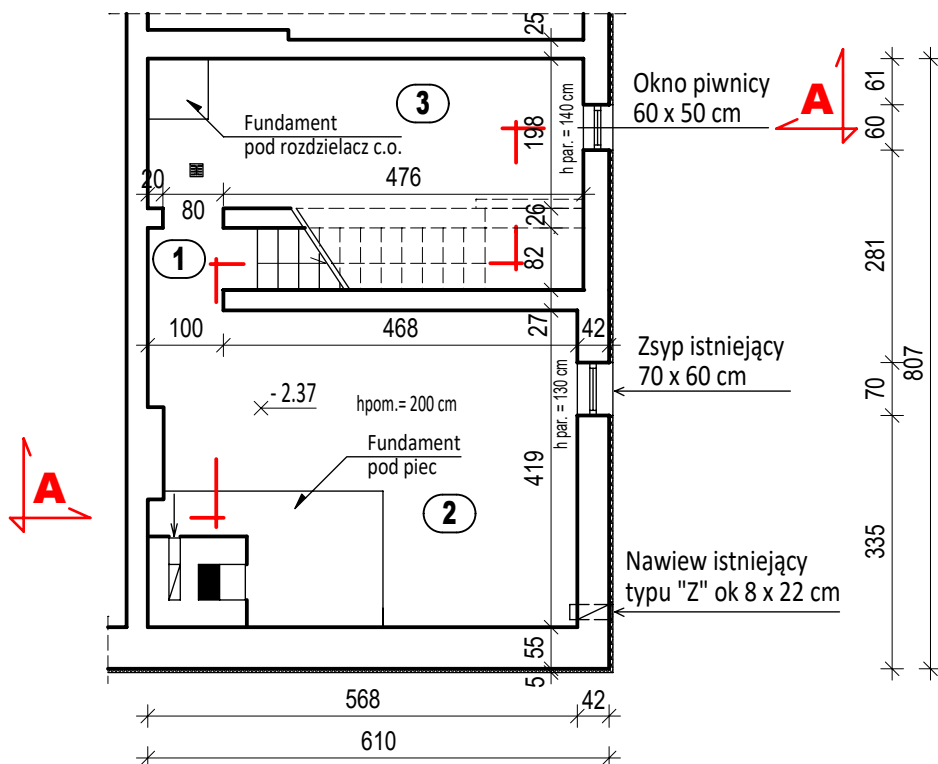 25
3
Okno piwnicy
60 x 50 cm
A
61
60
Fundament
pod rozdzielacz c.o.
198
h par. = 140 cm
20
80
476
26
1
82
281
100
468
27
42
Zsyp istniejący
70 x 60 cm
70
807
- 2.37
hpom.= 200 cm
h par. = 130 cm
Fundament
pod piec
419
A
2
335
Nawiew istniejący
typu "Z" ok 8 x 22 cm
55
5
568
42
610